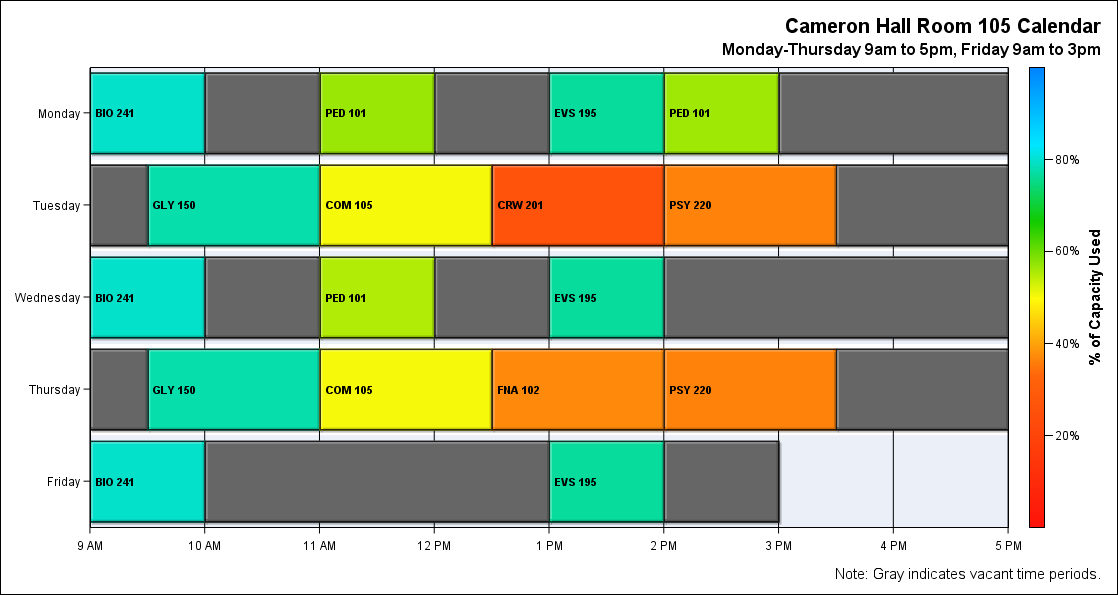 Cameron Hall Room 105 Calendar
Monday-Thursday 9am to 5pm, Friday 9am to 3pm
Monday
BIO 241
PED 101
EVS 195
PED 101
Tuesday
GLY 150
COM 105
CRW 201
PSY 220
Wednesday
BIO 241
PED 101
EVS 195
Thursday
GLY 150
COM 105
FNA 102
PSY 220
Friday
BIO 241
EVS 195
9 AM
10 AM
11 AM
12 PM
1 PM
2 PM
3 PM
4 PM
5 PM
80%
60%
40%
20%
% of Capacity Used
Note: Gray indicates vacant time periods.